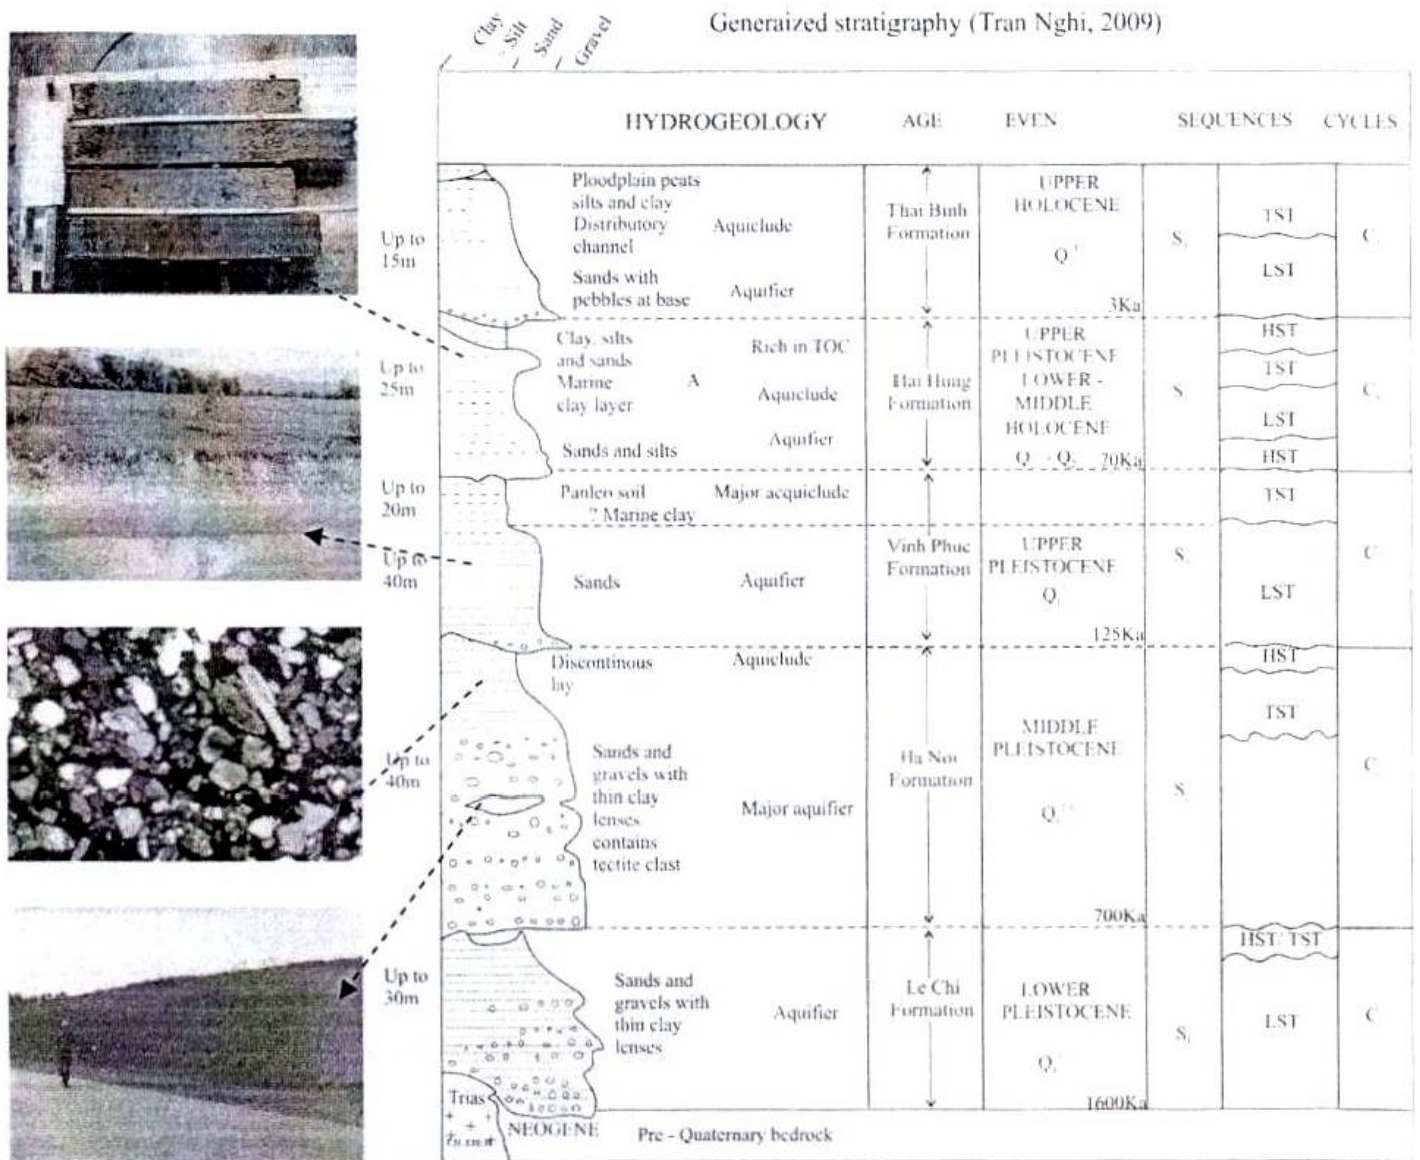 Generaized stratigraphy (Tran Nghi, 2009)
Clay
Silt
Sand
Gravel
HYDROGEOLOGY
AGE
EVEN
SEQUENCES
CYCLES
Up to
15m
Ploodplain peats
silts and clay
Distributory
channel
Aquiclude
Sands with
pebbles at base
Aquifier
Thai Binh
Formation
UPPER
HOLOCENE
Q
3Ka
S
TST
LST
C
Up to
25m
Clay, silts
and sands
Marine
clay layer
Rich in TOC
A
Aquiclude
Sands and silts
Aquifier
Hai Hung
Formation
UPPER
PLEISTOCENE
LOWER -
MIDDLE
HOLOCENE
Q - Q
70Ka
S
HST
TST
LST
HST
C
Up to
20m
Panleo soil
? Marine clay
Major acquiclude
Up to
40m
Sands
Aquifier
Vinh Phuc
Formation
UPPER
PLEISTOCENE
Q
125Ka
S
TST
LST
C
Discontinous
lay
Aquiclude
Up to
40m
Sands and
gravels with
thin clay
lenses
contains
tectite clast
Major aquifier
Ha Noi
Formation
MIDDLE
PLEISTOCENE
Q
700Ka
S
HST
TST
C
Up to
30m
Sands and
gravels with
thin clay
lenses
Aquifier
Le Chi
Formation
LOWER
PLEISTOCENE
Q
1600Ka
S
HST/TST
LST
C
Trias
NEOGENE
Pre - Quaternary bedrock